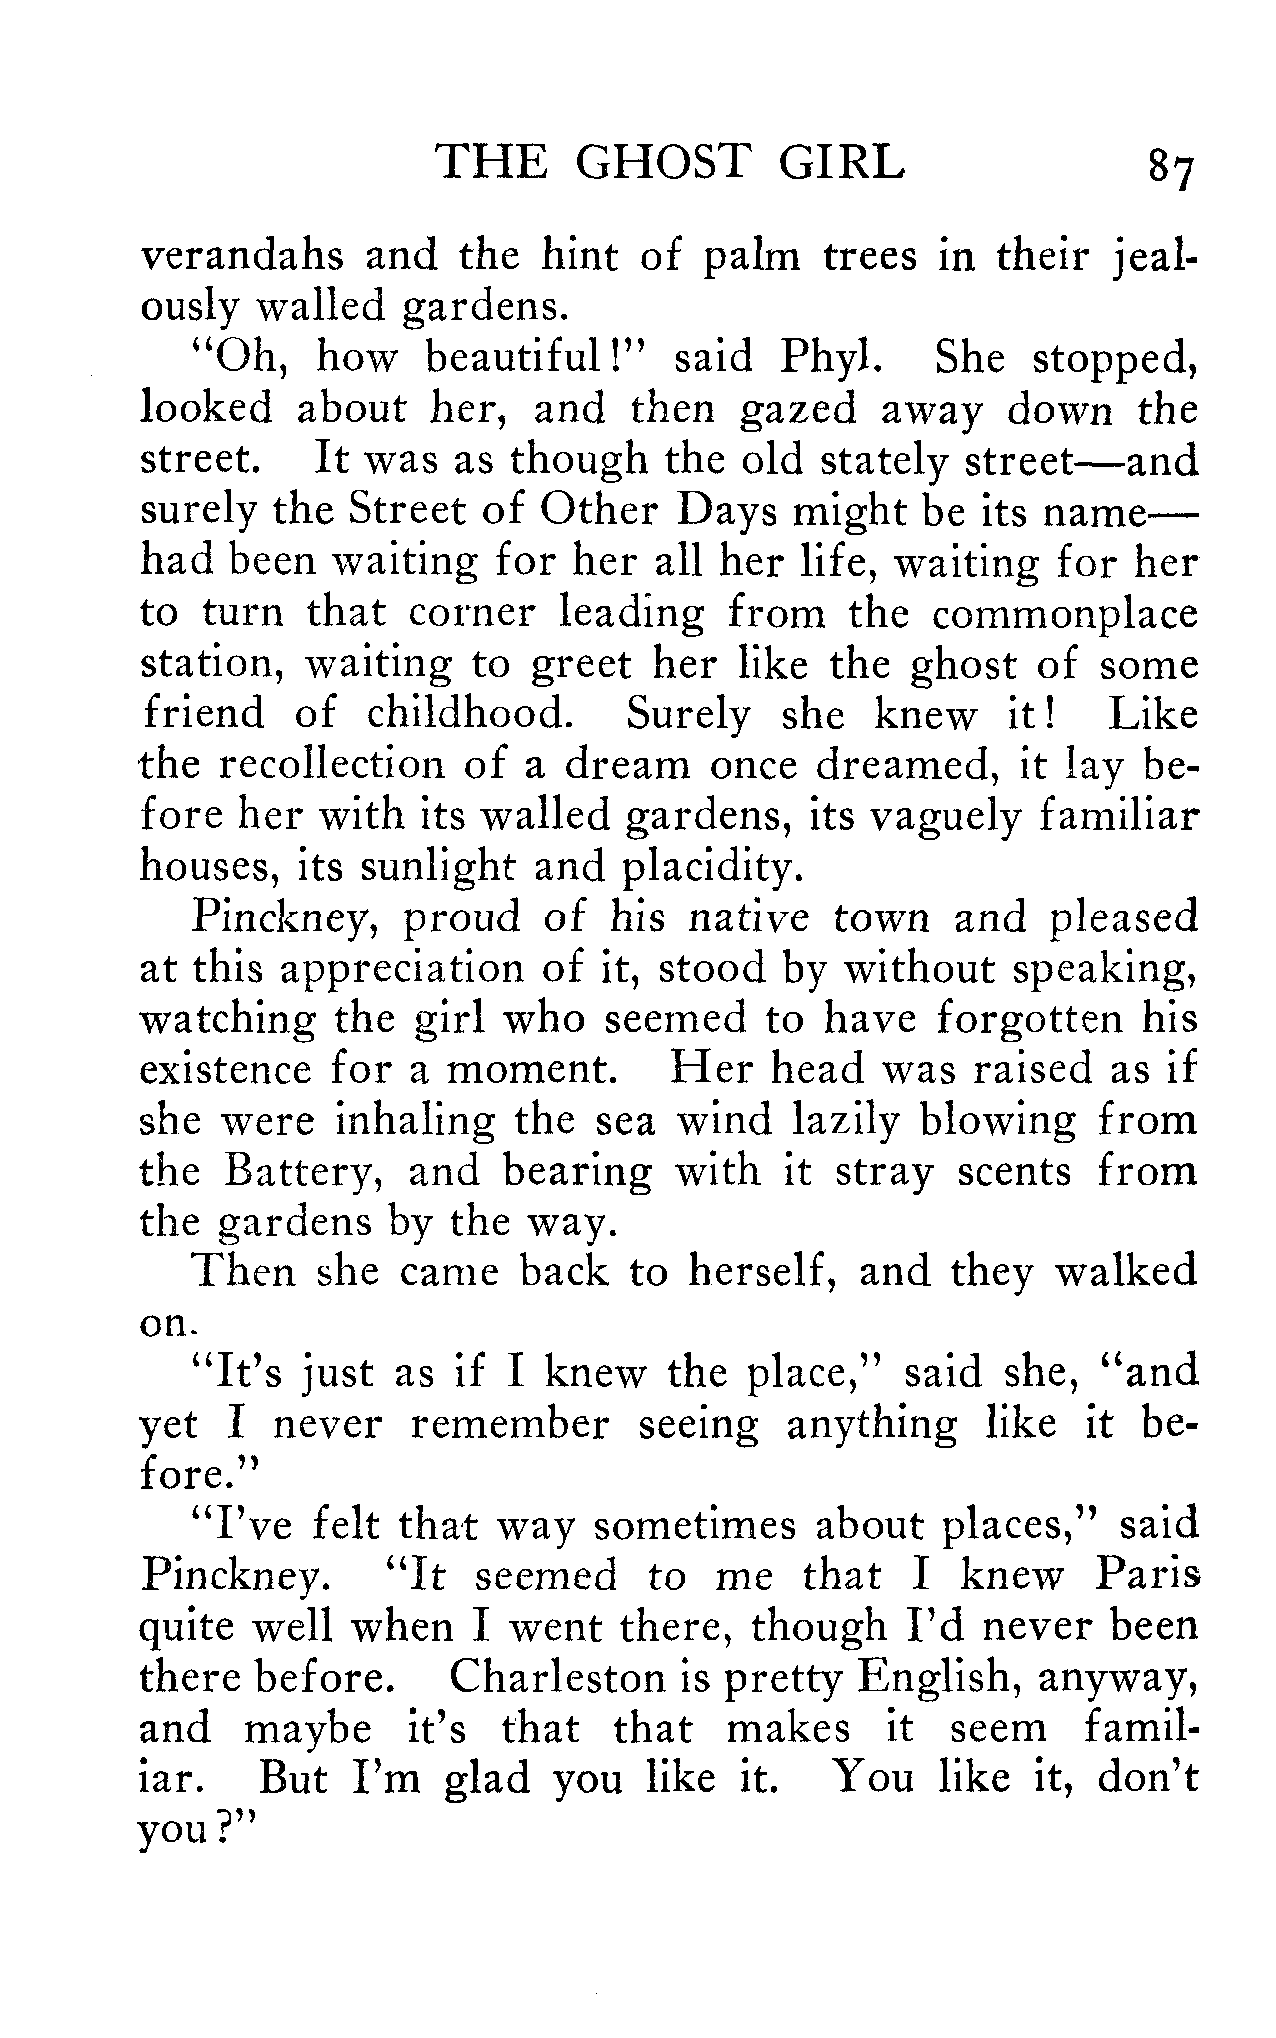 THE GHOST GIRL 87
verandahs and the hint of palm trees in their jeal-
ously walled gardens.
"Oh, how beautiful!" said Phyl. She stopped,
looked about her, and then gazed away down the
street. It was as though the old stately street—and
surely the Street of Other Days might be its name—
had been waiting for her all her life, waiting for her
to turn that corner leading from the commonplace
station, waiting to greet her like the ghost of some
friend of childhood. Surely she knew it! Like
the recollection of a dream once dreamed, it lay be-
fore her with its walled gardens, its vaguely familiar
houses, its sunlight and placidity.
Pinckney, proud of his native town and pleased
at this appreciation of it, stood by without speaking,
watching the girl who seemed to have forgotten his
existence for a moment. Her head was raised as if
she were inhaling the sea wind lazily blowing from
the Battery, and bearing with it stray scents from
the gardens by the way.
Then she came back to herself, and they walked
on.
"It's just as if I knew the place," said she, "and
yet I never remember seeing anything like it be-
fore."
"I've felt that way sometimes about places," said
Pinckney. "It seemed to me that I knew Paris
quite well when I went there, though I'd never been
there before. Charleston is pretty English, anyway,
and maybe it's that that makes it seem famil-
iar. But I'm glad you like it. You like it, don't
you?"